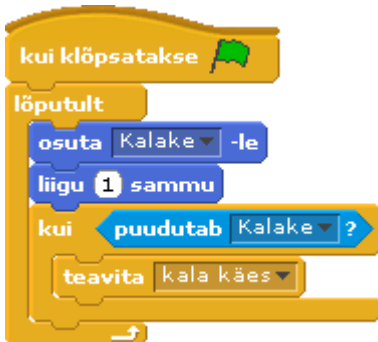 kui klõpsatakse
lõputult
osuta Kalake -le
liigu 1 sammu
kui puudutab Kalake ?
teavita kala käes